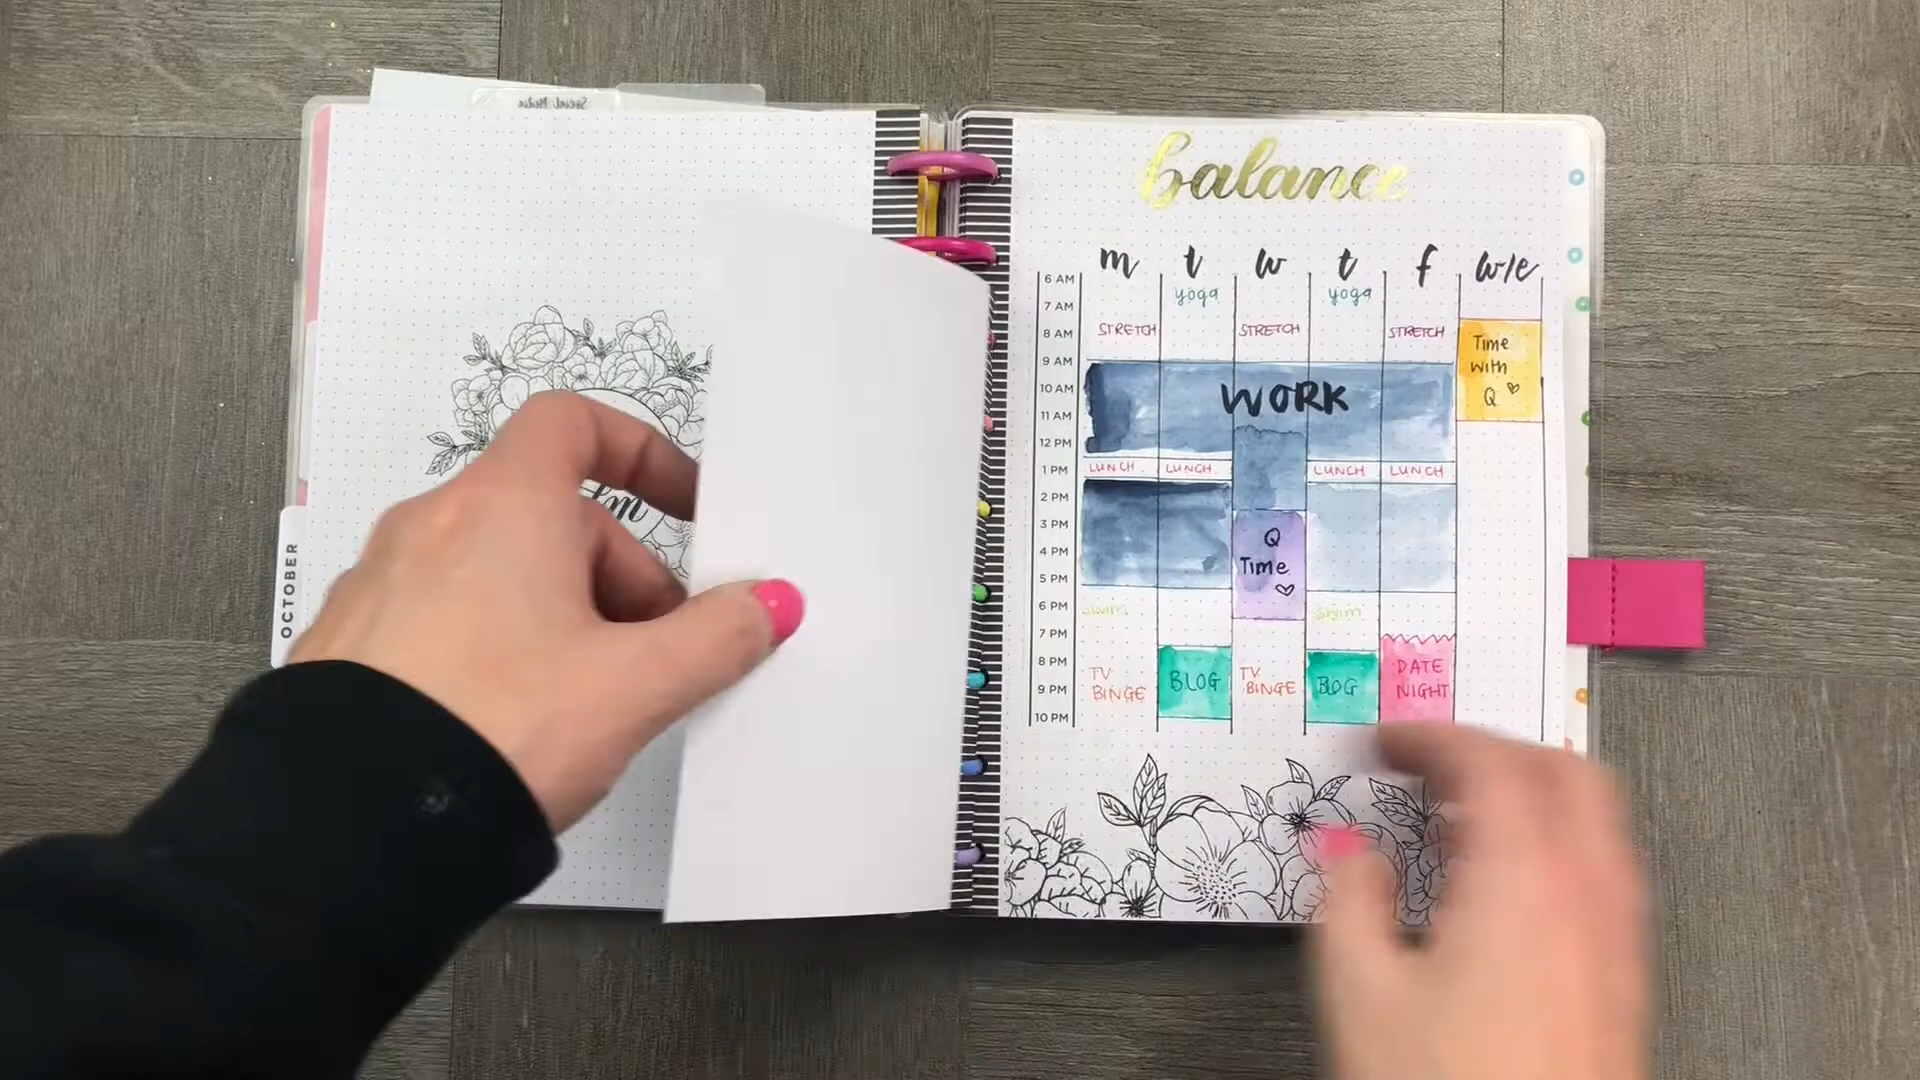 Social Media
OCTOBER
balance
m t w t f w/e
6 AM
yoga yoga
7 AM
8 AM STRETCH STRETCH STRETCH
Time
with
Q
9 AM
10 AM
WORK
11 AM
12 PM
1 PM LUNCH. LUNCH. LUNCH LUNCH
2 PM
3 PM
Q
Time
4 PM
5 PM
6 PM swim swim
7 PM
8 PM
TV
BINGE
BLOG
TV
BINGE
BLOG
DATE
NIGHT
9 PM
10 PM